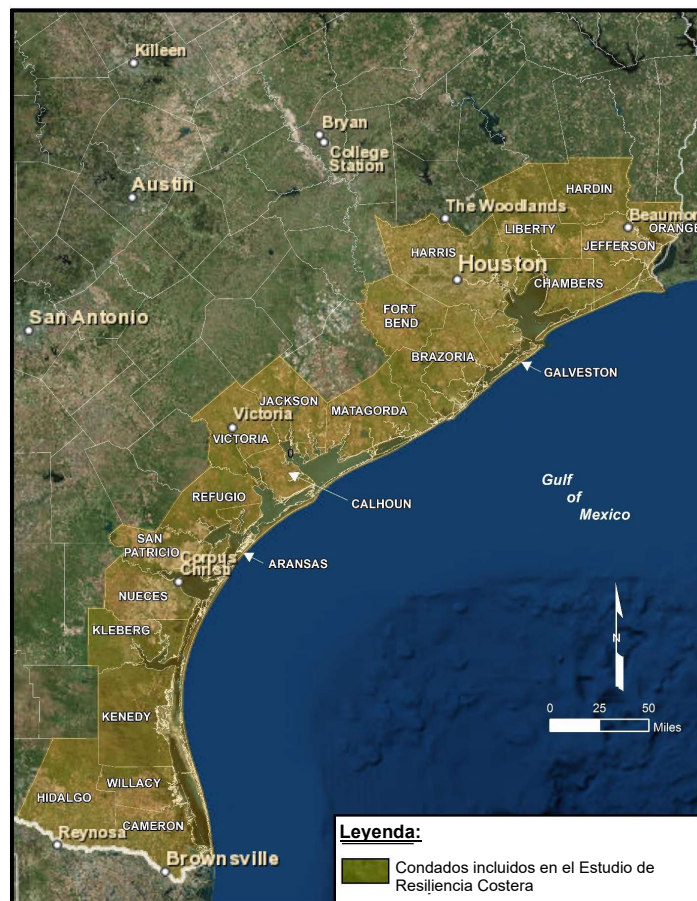 Killeen
Bryan
College
Station
Austin
HARDIN
The Woodlands
LIBERTY
Beaumon
ORANGE
HARRIS
JEFFERSON
Houston
CHAMBERS
San Antonio
FORT
BEND
BRAZORIA
GALVESTON
JACKSON
MATAGORDA
Victoria
VICTORIA
CALHOUN
Gulf
of
Mexico
REFUGIO
SAN
PATRICIO
ARANSAS
Corpus
Christi
NUECES
KLEBERG
N
KENEDY
0 25 50
Miles
WILLACY
HIDALGO
CAMERON
Reynosa
Brownsville
Leyenda:
Condados incluidos en el Estudio de
Resiliencia Costera